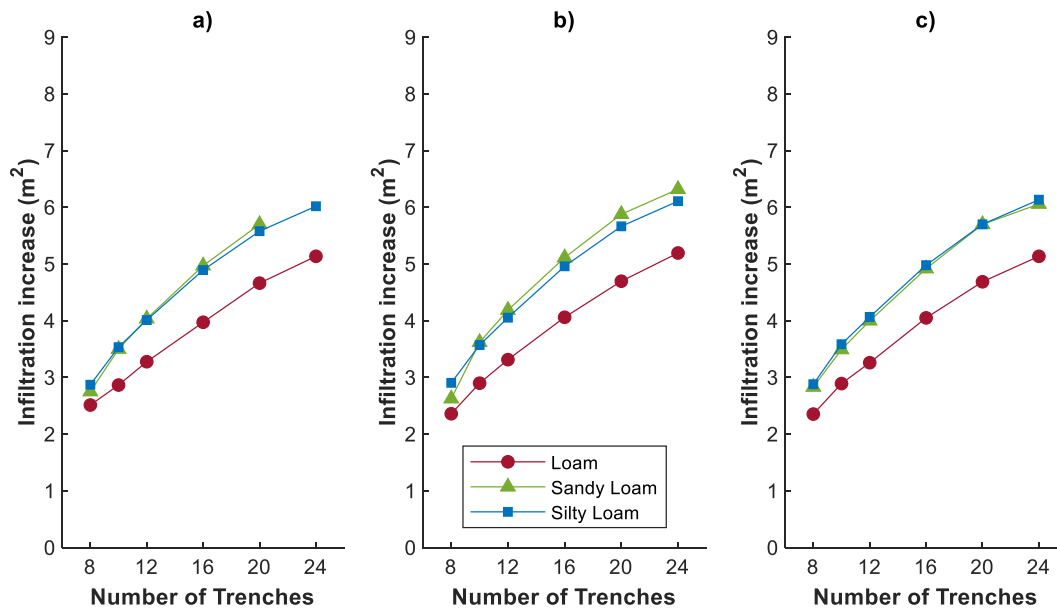 a)
9
8
7
6
5
4
3
2
1
0
Infiltration increase (m²)
8 12 16 20 24
Number of Trenches
b)
9
8
7
6
5
4
3
2
1
0
Infiltration increase (m²)
Loam
Sandy Loam
Silty Loam
8 12 16 20 24
Number of Trenches
c)
9
8
7
6
5
4
3
2
1
0
Infiltration increase (m²)
8 12 16 20 24
Number of Trenches